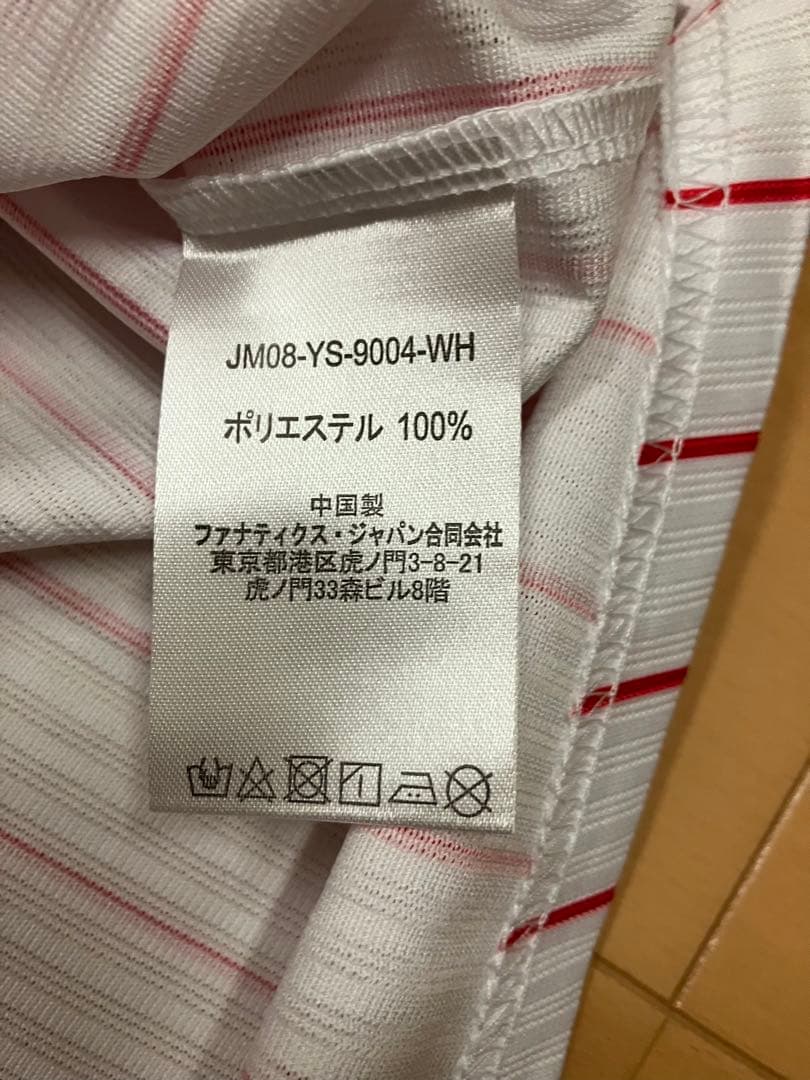 JM08-YS-9004-WH
ポリエステル 100%
中国製
ファナティクス・ジャパン合同会社
東京都港区虎ノ門3-8-21
虎ノ門33森ビル8階